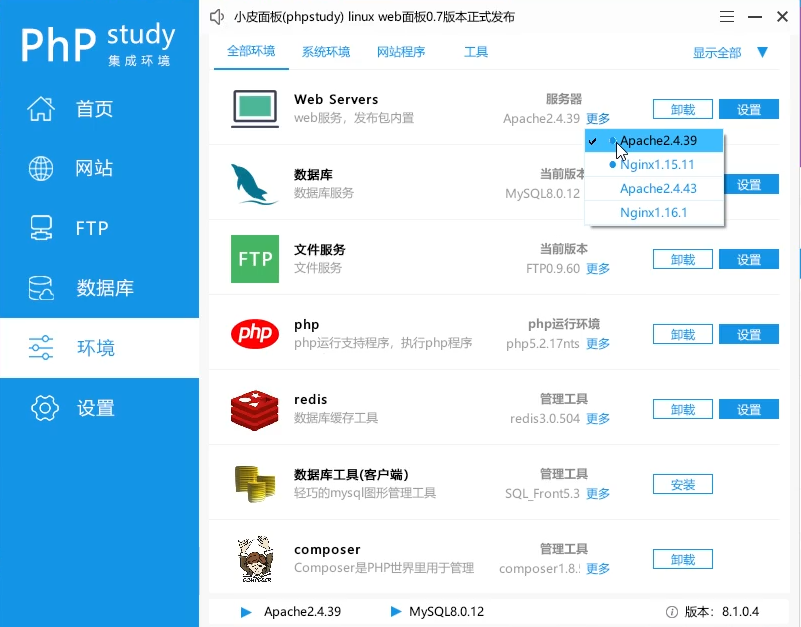 小皮面板(phpstudy) linux web面板0.7版本正式发布
PhP study
集成环境
首页
网站
FTP
数据库
环境
设置
全部环境 系统环境 网站程序 工具 显示全部
Web Servers 服务器
web服务，发布包内置 Apache2.4.39 更多 卸载 设置
Apache2.4.39
Nginx1.15.11
Apache2.4.43
Nginx1.16.1
数据库 当前版本
数据库服务 MySQL8.0.12 设置
FTP
文件服务 当前版本
文件服务 FTP0.9.60 更多 卸载 设置
php
php php运行环境
php运行支持程序，执行php程序 php5.2.17nts 更多 卸载 设置
redis 管理工具
数据库缓存工具 redis3.0.504 更多 卸载 设置
数据库工具(客户端) 管理工具
轻巧的mysql图形管理工具 SQL_Front5.3 更多 安装
composer 管理工具
Composer是PHP世界里用于管理 composer1.8.5 更多 卸载
COMPOSER
Apache2.4.39 MySQL8.0.12 版本：8.1.0.4